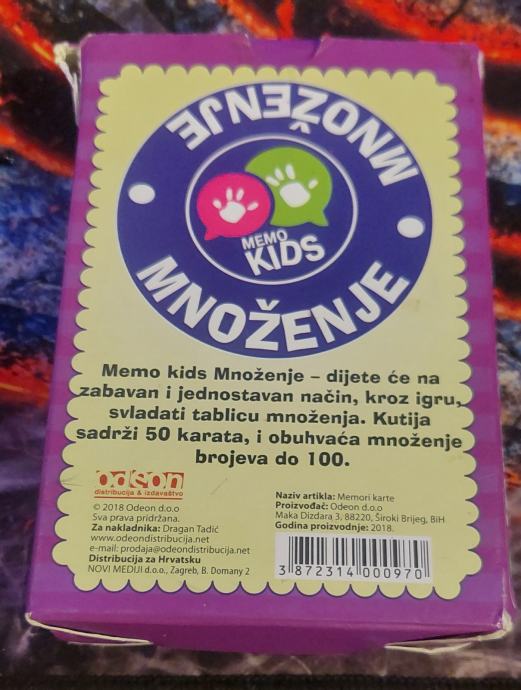 MNOŽENJE
MEMO
KIDS
MNOŽENJE
Memo kids Množenje – dijete će na
zabavan i jednostavan način, kroz igru,
svladati tablicu množenja. Kutija
sadrži 50 karata, i obuhvaća množenje
brojeva do 100.
odeon
distribucija & izdavaštvo
© 2018 Odeon d.o.o
Sva prava pridržana.
Za nakladnika: Dragan Tadić
www.odeondistribucija.net
e-mail: prodaja@odeondistribucija.net
Distribucija za Hrvatsku
NOVI MEDIJI d.o.o., Zagreb, B. Domany 2
Naziv artikla: Memori karte
Proizvođač: Odeon d.o.o
Maka Dizdara 3, 88220, Široki Brijeg, BiH
Godina proizvodnje: 2018.
3 872314 000970